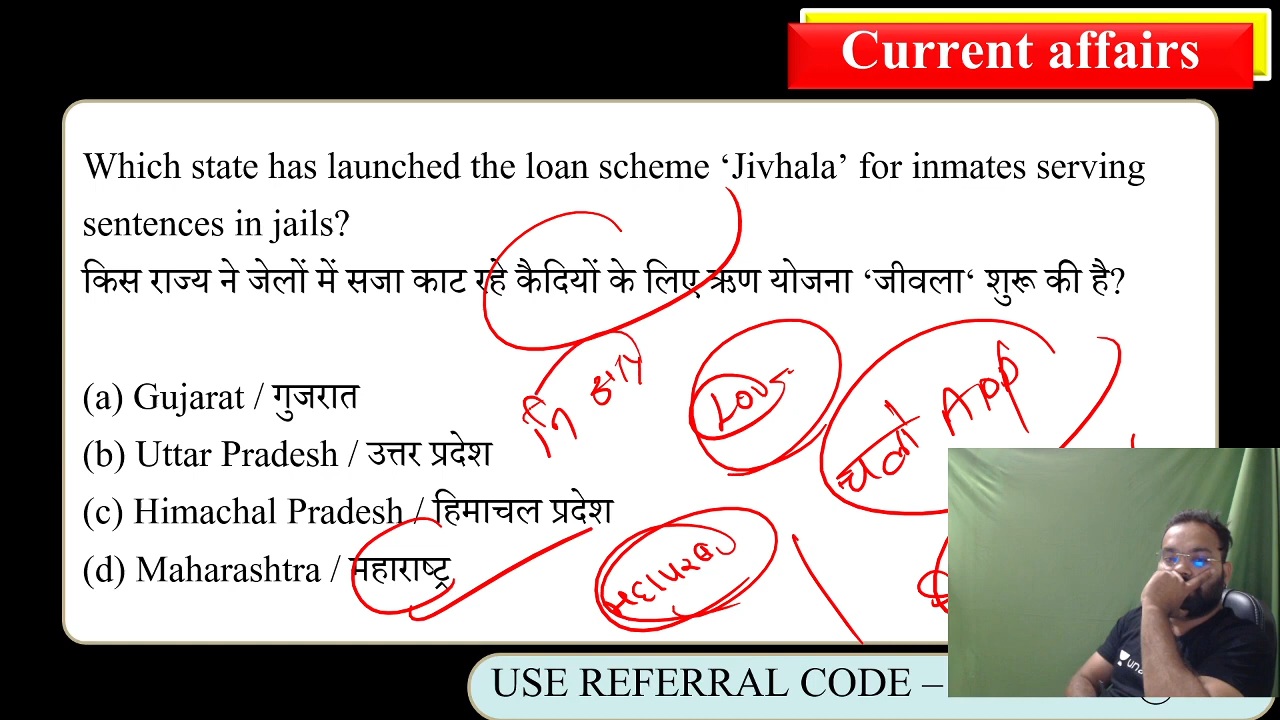 Current affairs
Which state has launched the loan scheme ‘Jivhala’ for inmates serving
sentences in jails?
किस राज्य ने जेलों में सजा काट रहे कैदियों के लिए ऋण योजना ‘जीवला‘ शुरू की है?
(a) Gujarat / गुजरात
(b) Uttar Pradesh / उत्तर प्रदेश
(c) Himachal Pradesh / हिमाचल प्रदेश
(d) Maharashtra / महाराष्ट्र
चलो App
USE REFERRAL CODE –